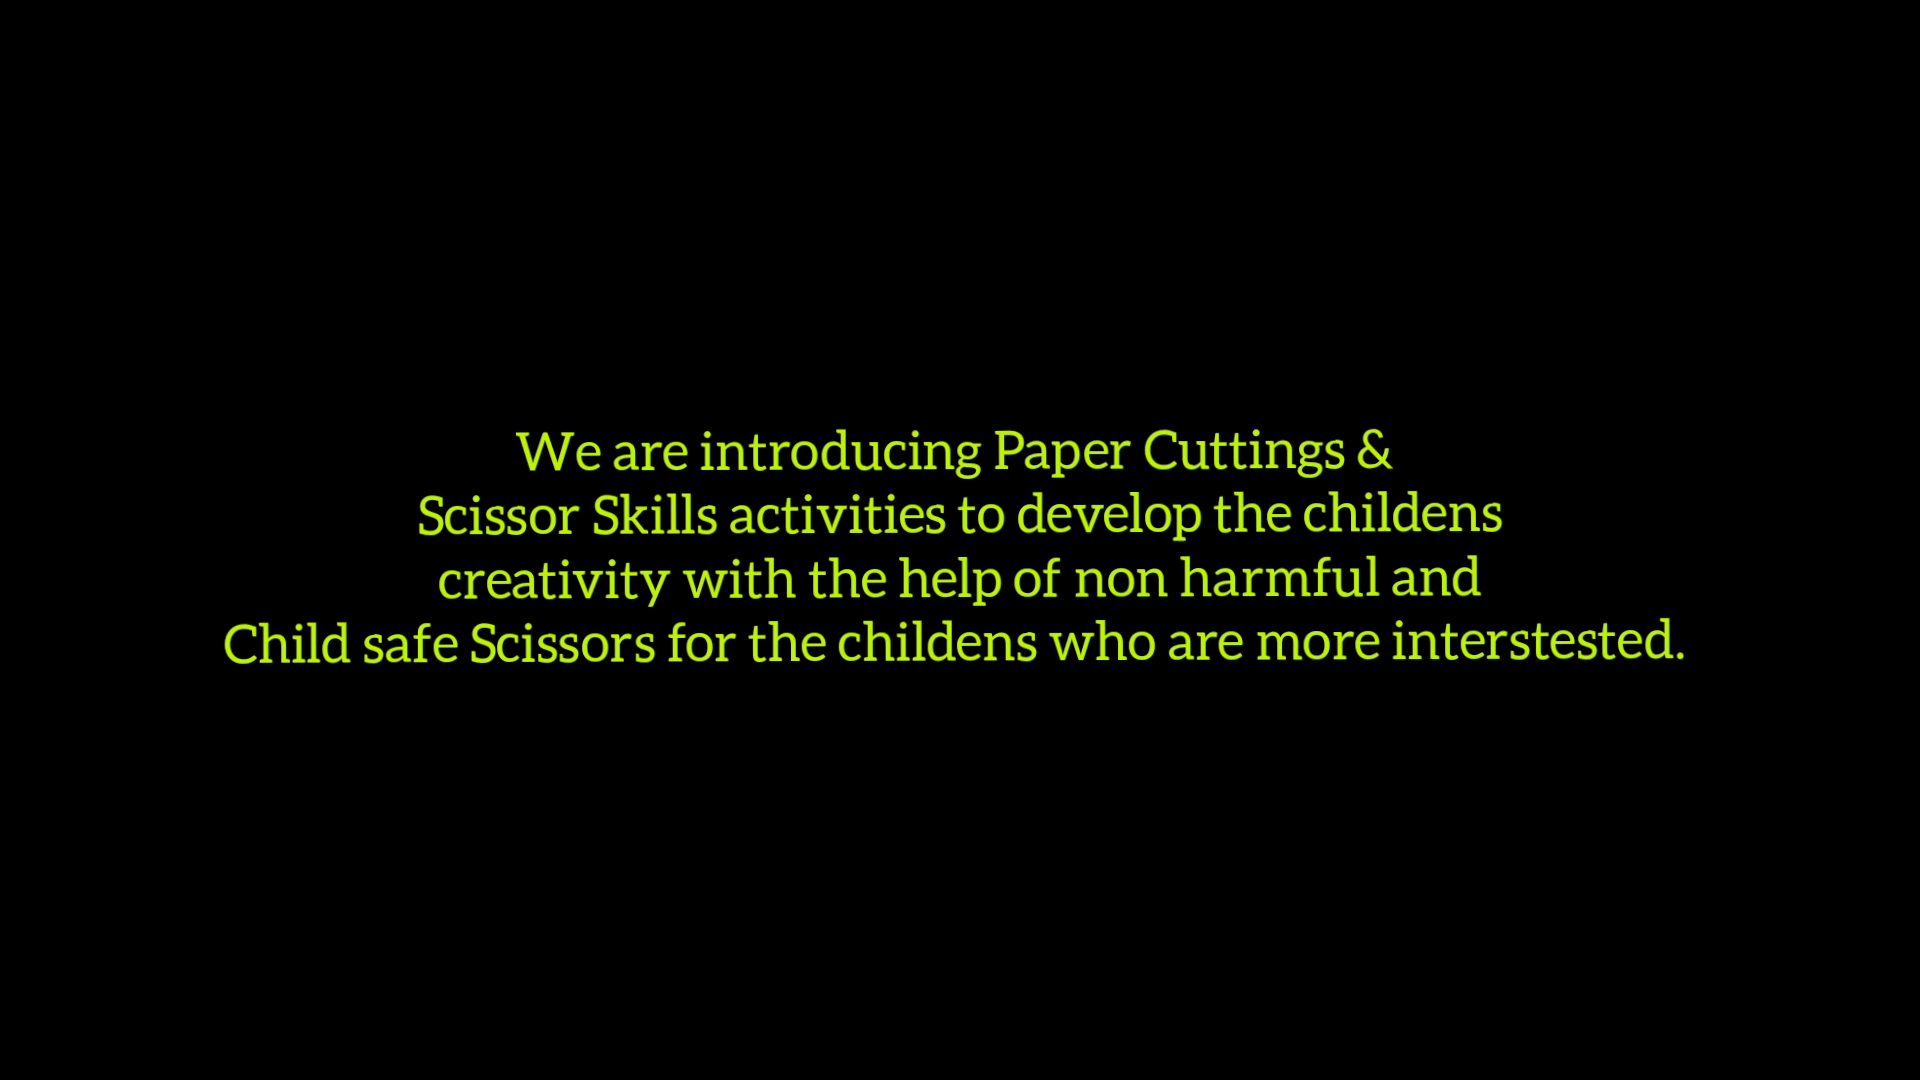 We are introducing Paper Cuttings &
Scissor Skills activities to develop the childens
creativity with the help of non harmful and
Child safe Scissors for the childens who are more interstested.